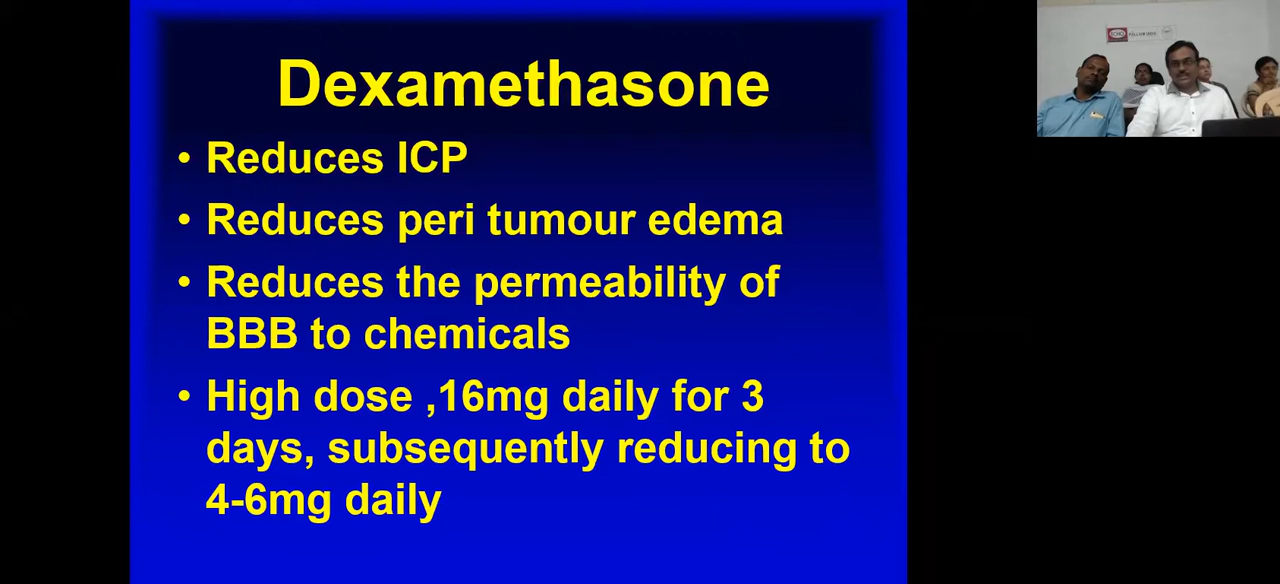 Dexamethasone
• Reduces ICP
• Reduces peri tumour edema
• Reduces the permeability of
BBB to chemicals
• High dose ,16mg daily for 3
days, subsequently reducing to
4-6mg daily